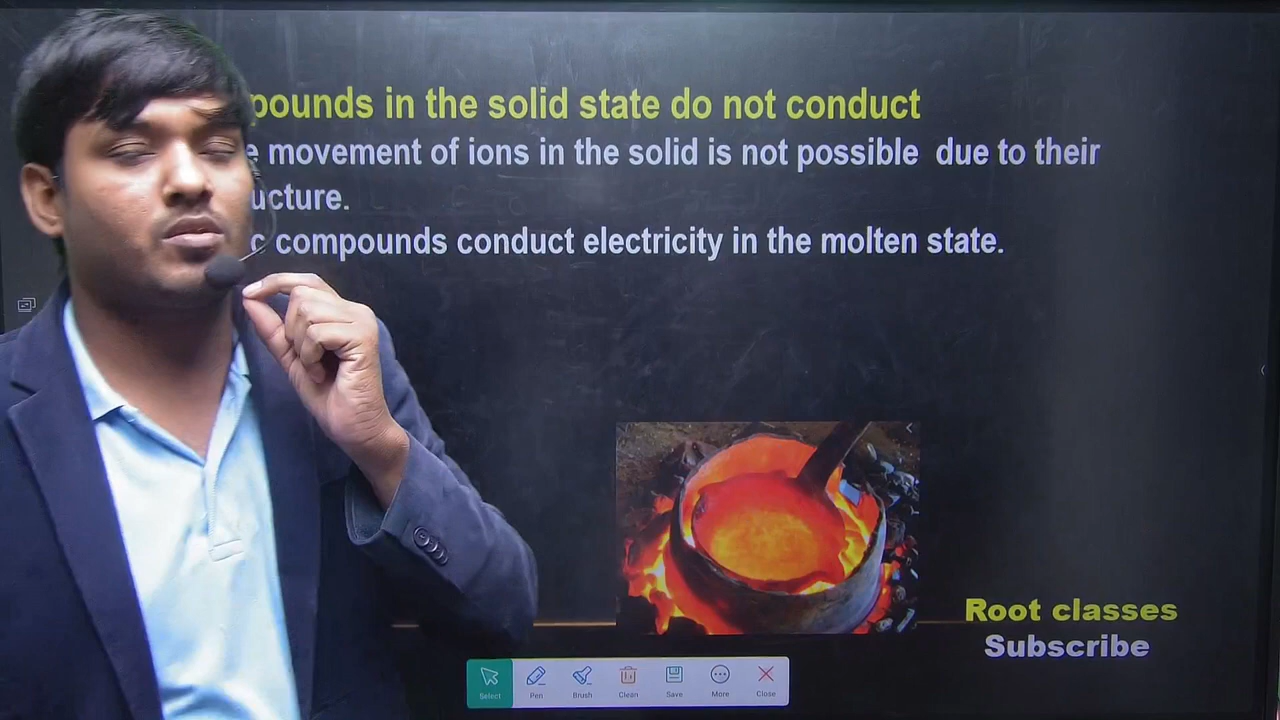 pounds in the solid state do not conduct
e movement of ions in the solid is not possible due to their
ucture.
c compounds conduct electricity in the molten state.
Root classes
Subscribe
Select
Pen
Brush
Clean
Save
More
Close